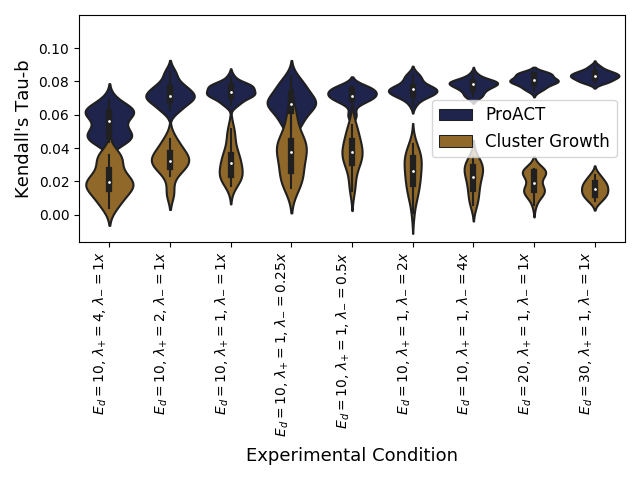 Kendall's Tau-b
0.10
0.08
0.06
0.04
0.02
0.00
ProACT
Cluster Growth
E_d = 10, λ_+ = 4, λ_− = 1x
E_d = 10, λ_+ = 2, λ_− = 1x
E_d = 10, λ_+ = 1, λ_− = 1x
E_d = 10, λ_+ = 1, λ_− = 0.25x
E_d = 10, λ_+ = 1, λ_− = 0.5x
E_d = 10, λ_+ = 1, λ_− = 2x
E_d = 10, λ_+ = 1, λ_− = 4x
E_d = 20, λ_+ = 1, λ_− = 1x
E_d = 30, λ_+ = 1, λ_− = 1x
Experimental Condition